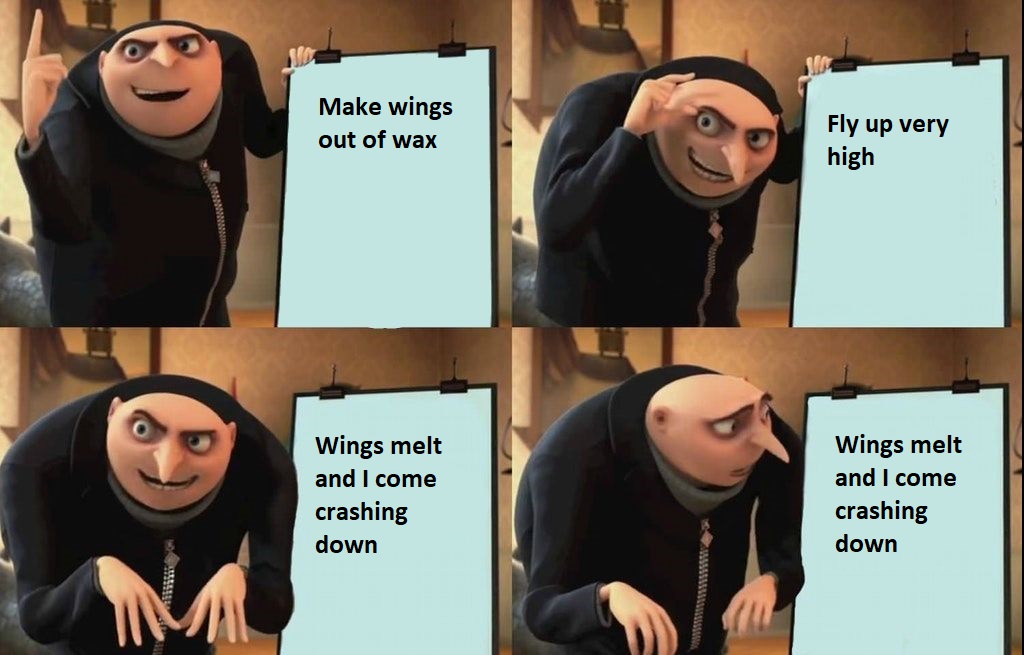 Make wings
out of wax
Fly up very
high
Wings melt
and I come
crashing
down
Wings melt
and I come
crashing
down